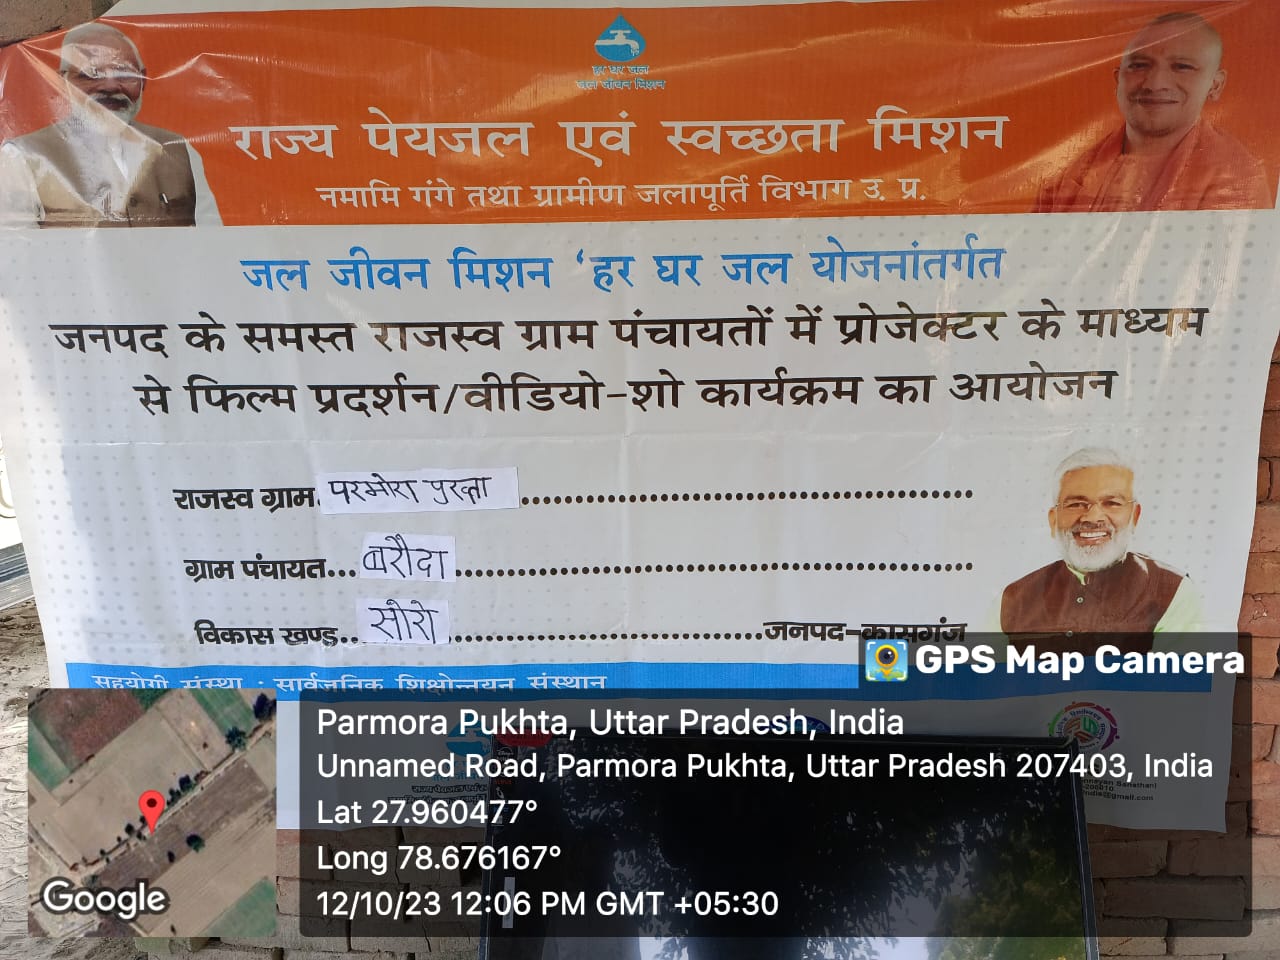 हर घर जल
जल जीवन मिशन
राज्य पेयजल एवं स्वच्छता मिशन
नमामि गंगे तथा ग्रामीण जलापूर्ति विभाग उ. प्र.
जल जीवन मिशन ‘हर घर जल योजनांतर्गत
जनपद के समस्त राजस्व ग्राम पंचायतों में प्रोजेक्टर के माध्यम
से फिल्म प्रदर्शन/वीडियो-शो कार्यक्रम का आयोजन
राजस्व ग्राम. परमोरा पुख्ता
ग्राम पंचायत... बरौदा
विकास खण्ड.. सोरो जनपद-कासगंज
सहयोगी संस्था : सार्वजनिक शिक्षोन्नयन संस्थान
GPS Map Camera
Parmora Pukhta, Uttar Pradesh, India
Unnamed Road, Parmora Pukhta, Uttar Pradesh 207403, India
Lat 27.960477°
Long 78.676167°
12/10/23 12:06 PM GMT +05:30
Google